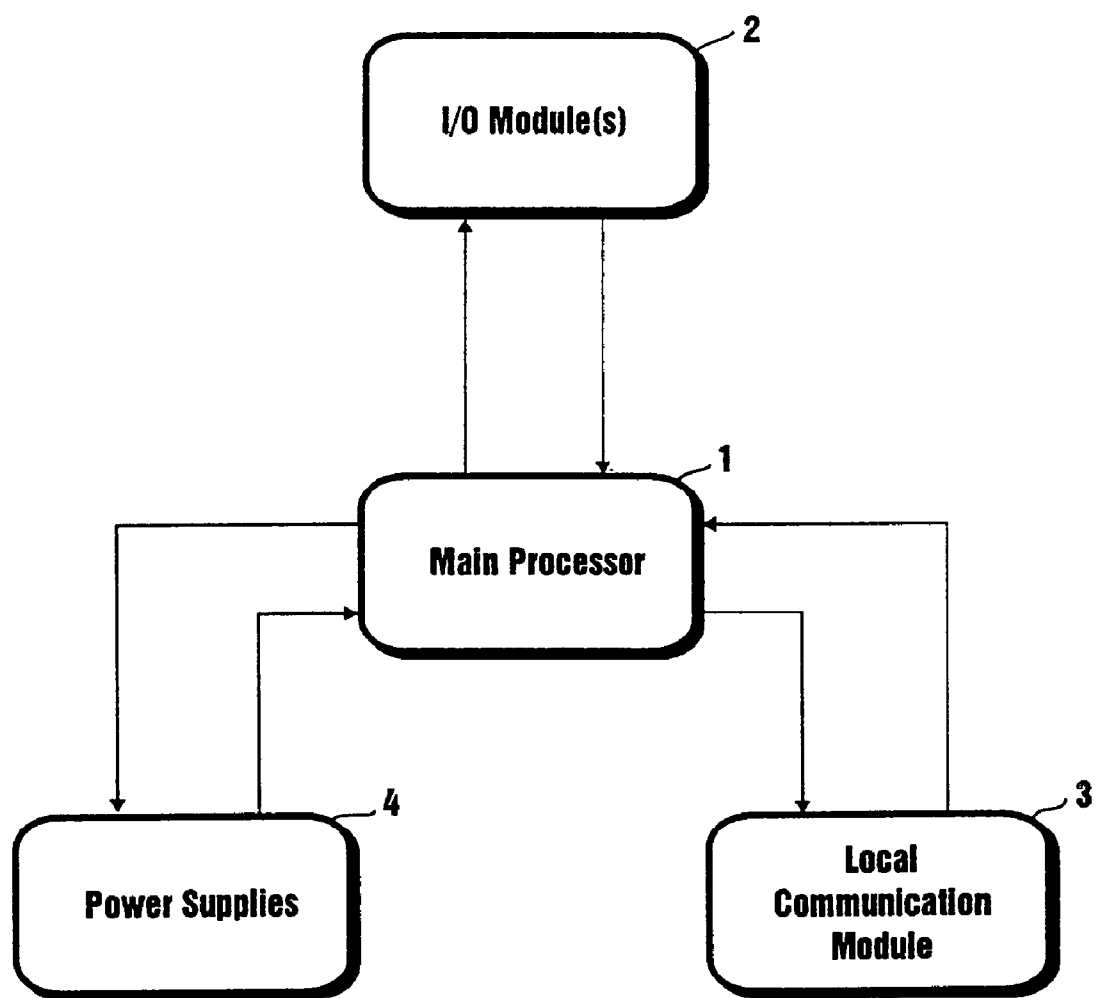 2
I/O Module(s)
1
Main Processor
4
Power Supplies
3
Local
Communication
Module